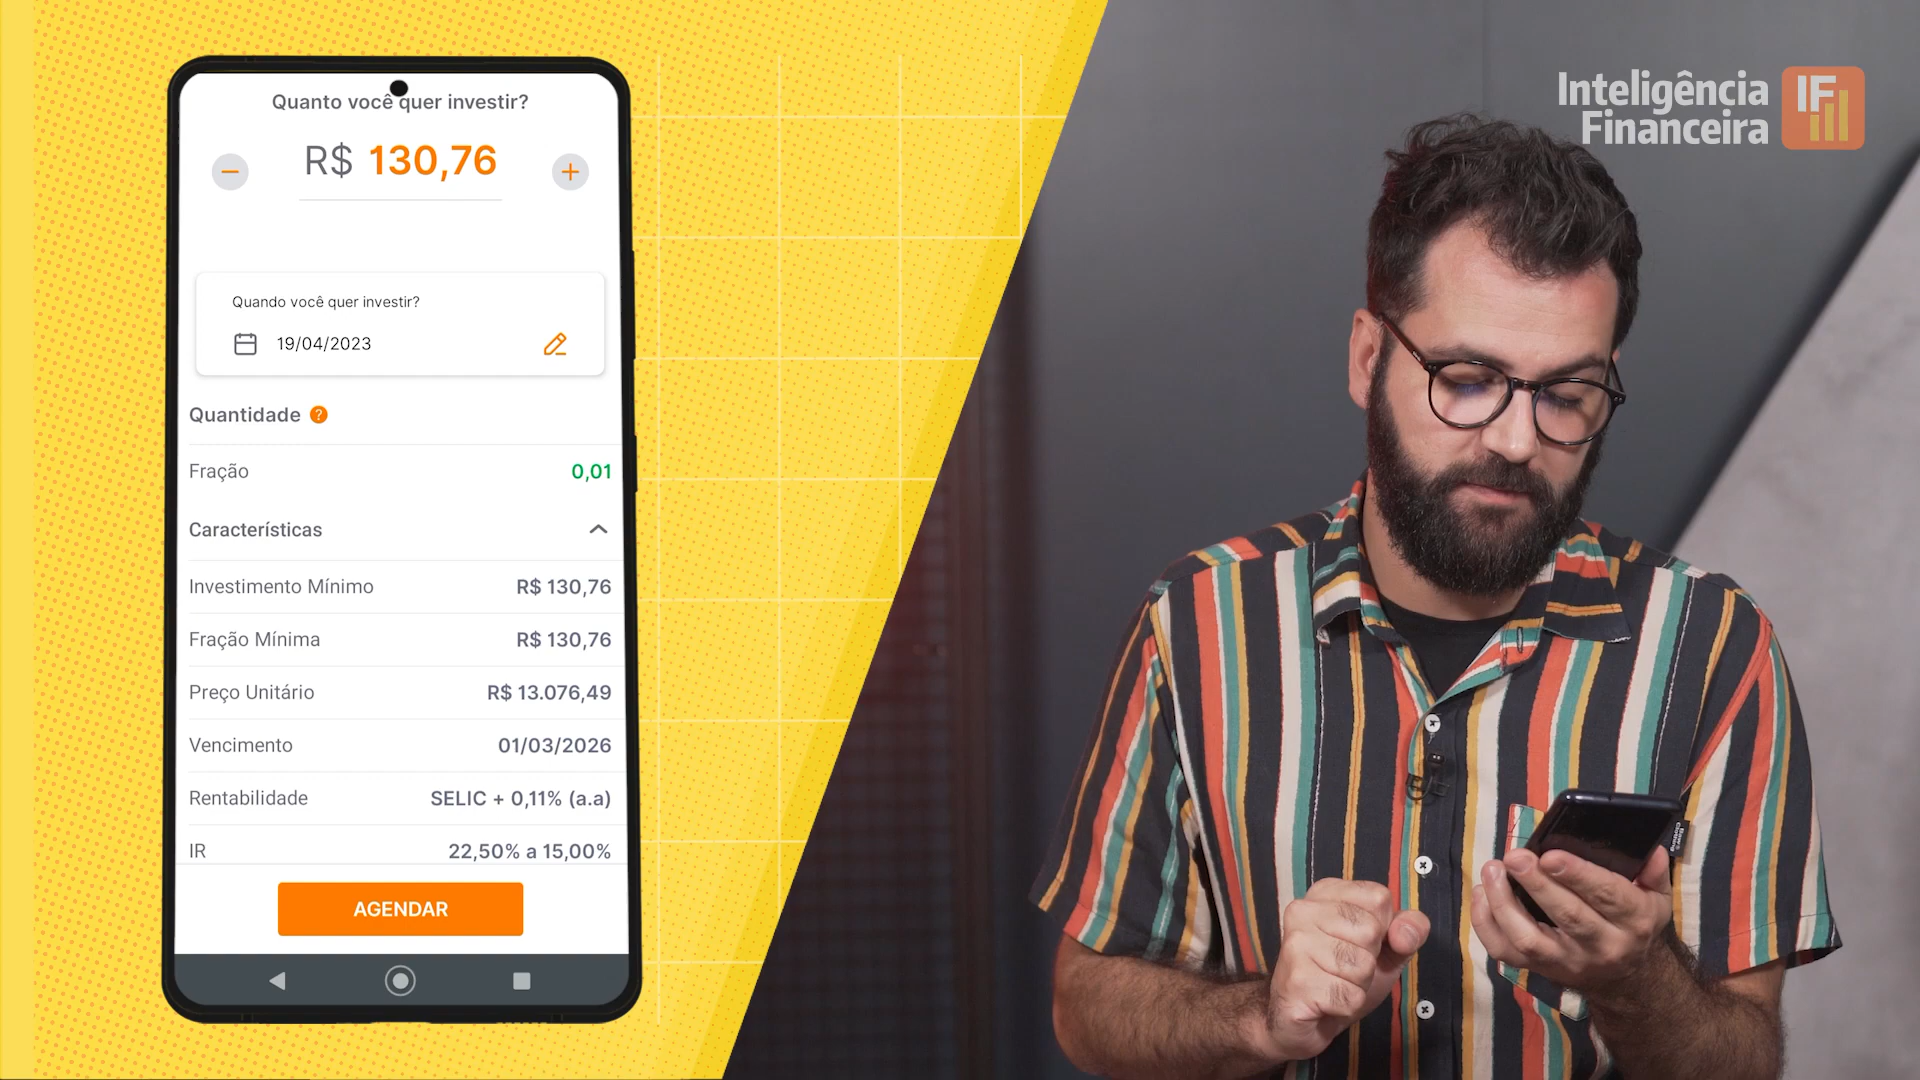 Quanto você quer investir?
R$ 130,76
Quando você quer investir?
19/04/2023
Quantidade ?
Fração 0,01
Características
Investimento Mínimo R$ 130,76
Fração Mínima R$ 130,76
Preço Unitário R$ 13.076,49
Vencimento 01/03/2026
Rentabilidade SELIC + 0,11% (a.a)
IR 22,50% a 15,00%
AGENDAR
Inteligência
Financeira
IF